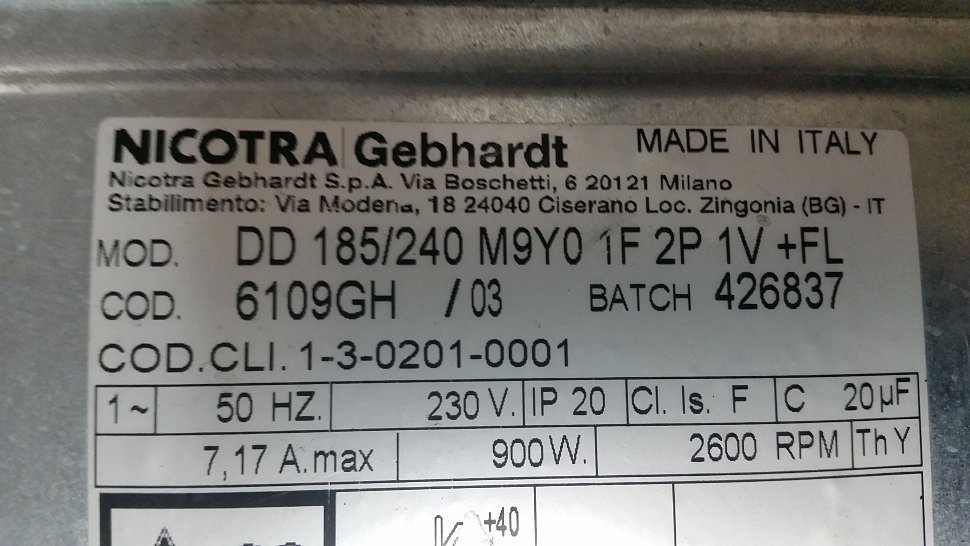 NICOTRA Gebhardt MADE IN ITALY
Nicotra Gebhardt S.p.A. Via Boschetti, 6 20121 Milano
Stabilimento: Via Modena, 18 24040 Ciserano Loc. Zingonia (BG) - IT
MOD. DD 185/240 M9Y0 1F 2P 1V +FL
COD. 6109GH /03 BATCH 426837
COD.CLI. 1-3-0201-0001
1~ 50 HZ. 230 V. IP 20 Cl. Is. F C 20µF
7,17 A.max 900W. 2600 RPM Th Y
+40